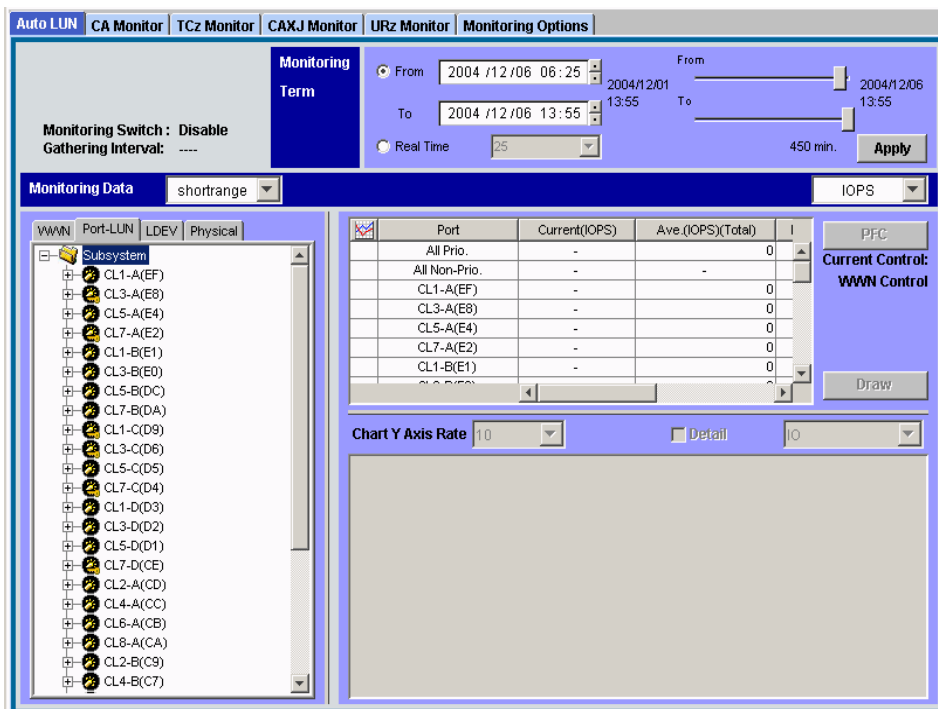 Auto LUN CA Monitor TCz Monitor CAXJ Monitor URz Monitor Monitoring Options
Monitoring Switch : Disable
Gathering Interval: ----
Monitoring
Term
From 2004 /12 /06 06 : 25
To 2004 /12 /06 13 : 55
Real Time 25
2004/12/01
13:55
From
To
2004/12/06
13:55
450 min. Apply
Monitoring Data shortrange IOPS
WWN Port-LUN LDEV Physical
Subsystem
CL1-A(EF)
CL3-A(E8)
CL5-A(E4)
CL7-A(E2)
CL1-B(E1)
CL3-B(E0)
CL5-B(DC)
CL7-B(DA)
CL1-C(D9)
CL3-C(D6)
CL5-C(D5)
CL7-C(D4)
CL1-D(D3)
CL3-D(D2)
CL5-D(D1)
CL7-D(CE)
CL2-A(CD)
CL4-A(CC)
CL6-A(CB)
CL8-A(CA)
CL2-B(C9)
CL4-B(C7)
Port Current(IOPS) Ave.(IOPS)(Total)
All Prio. - 0
All Non-Prio. - -
CL1-A(EF) - 0
CL3-A(E8) - 0
CL5-A(E4) - 0
CL7-A(E2) - 0
CL1-B(E1) - 0
PFC
Current Control:
WWN Control
Draw
Chart Y Axis Rate 10 Detail IO